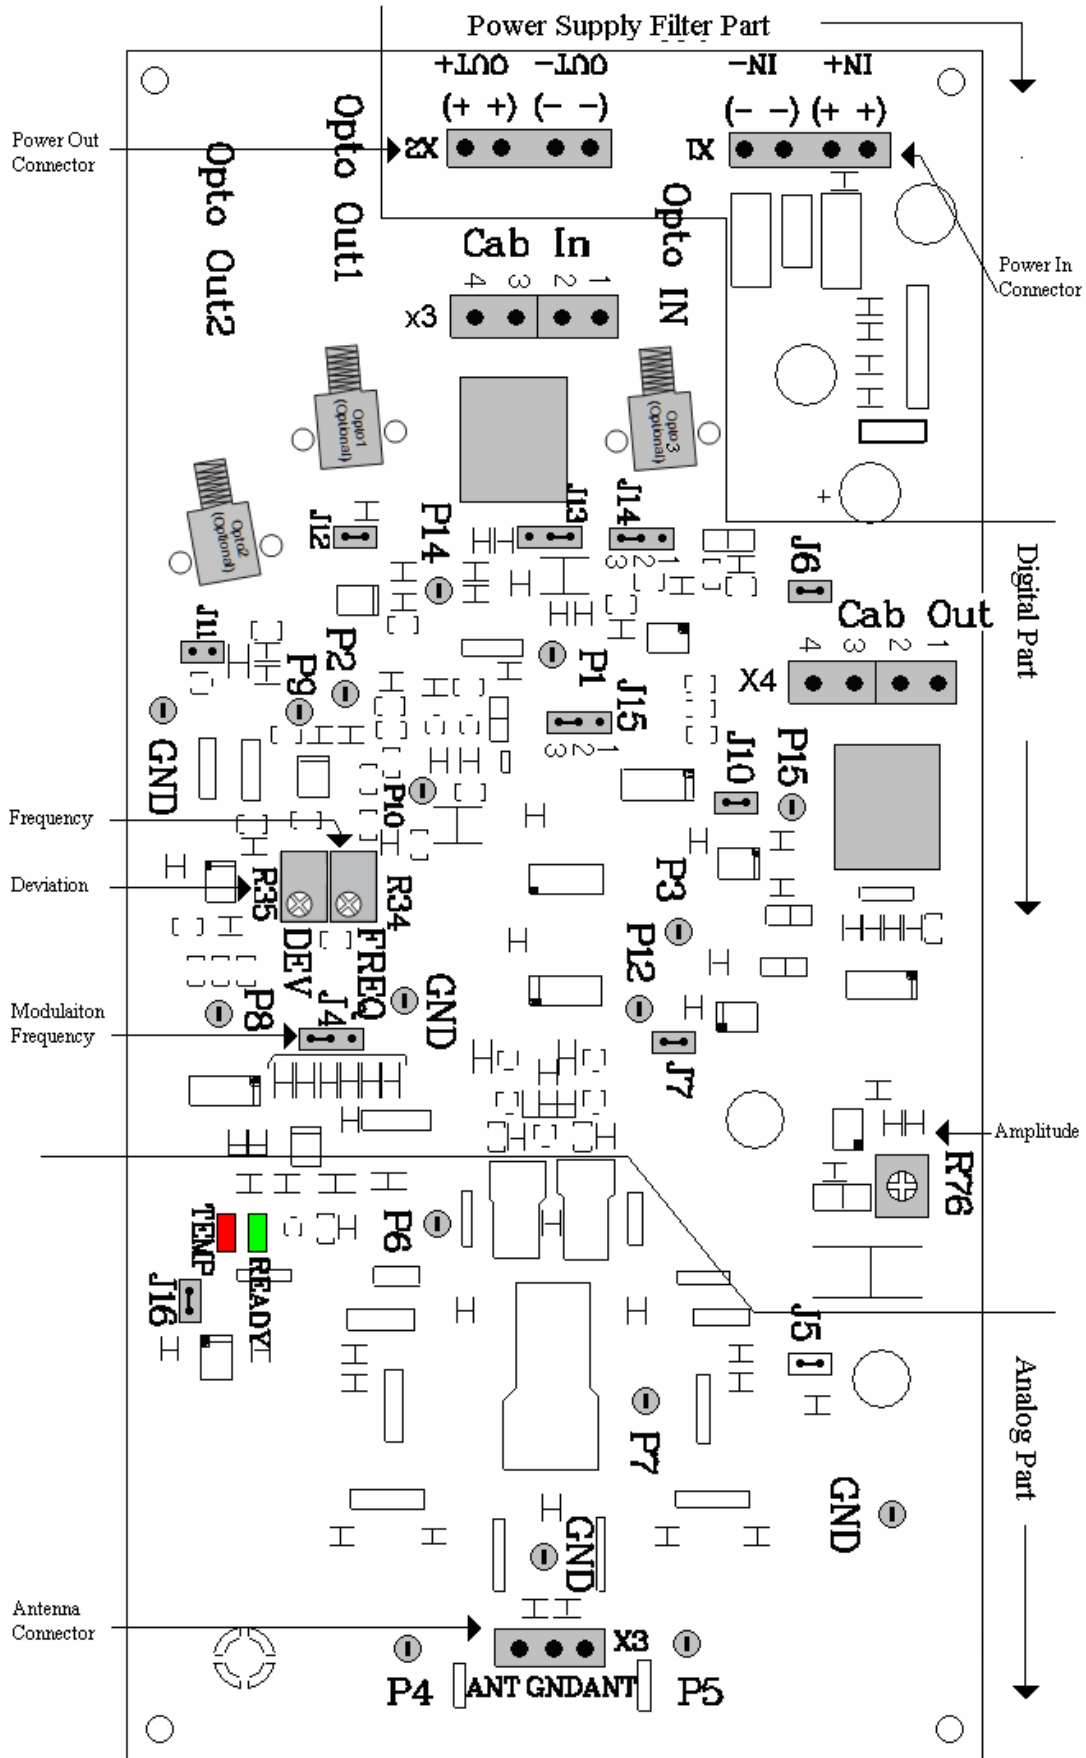 Power Supply Filter Part
OUT+ OUT- IN- IN+
(+ +) (- -) (- -) (+ +)
Power Out
Connector
X2
X1
Opto Out1
Opto Out2
Opto IN
Cab In
4 3 2 1
x3
Power In
Connector
Opto1
(Optional)
Opto 3
(Optional)
Opto2
(Optional)
+
J12
P14
J13
J14
3 2 1
J6
Digital Part
Cab Out
4 3 2 1
X4
J11
P2
P9
P1
J15
3 2 1
GND
J10
P15
P10
Frequency
Deviation
R35
R34
DEV
FREQ
P3
P12
P8
J4
GND
Modulaiton
Frequency
J7
Amplitude
R76
TEMP
READY
P6
J16
J5
Analog Part
P7
GND
GND
Antenna
Connector
X3
P4
ANT GND ANT
P5